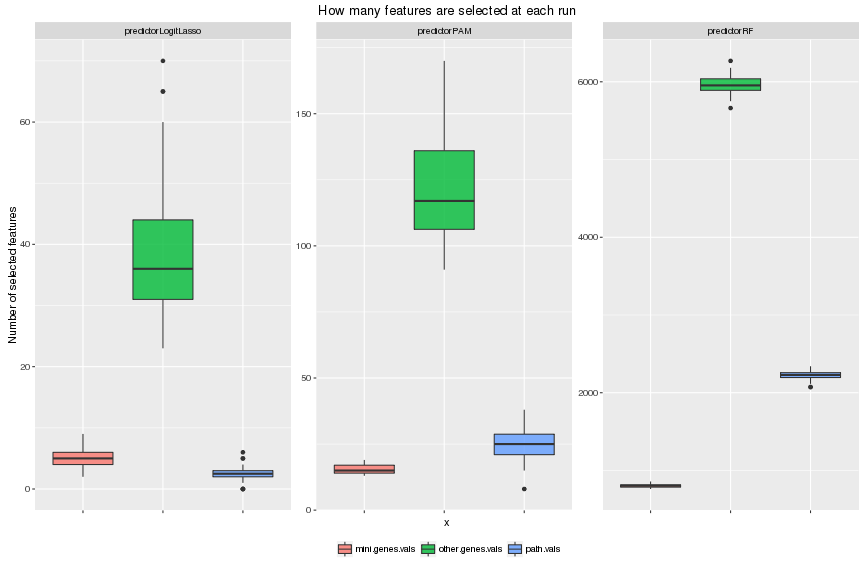 How many features are selected at each run
predictorLogitLasso
predictorPAM
predictorRF
Number of selected features
60
40
20
0
150
100
50
0
6000
4000
2000
x
mini.genes.vals
other.genes.vals
path.vals